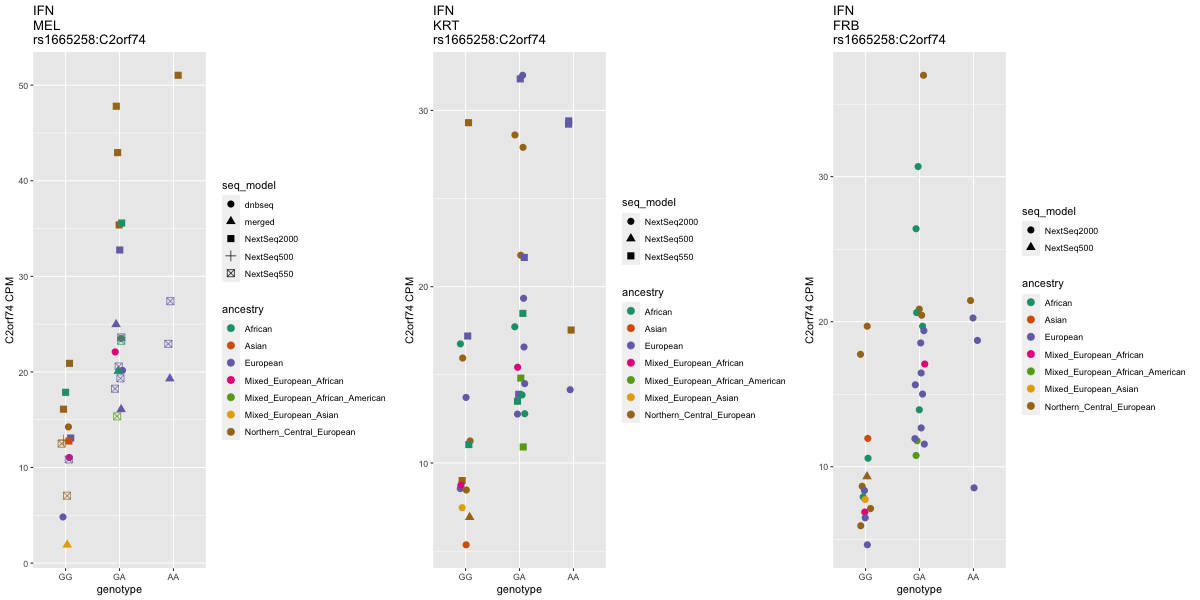 IFN
MEL
rs1665258:C2orf74
C2orf74 CPM
50
40
30
20
10
0
GG
GA
AA
genotype
seq_model
dnbseq
merged
NextSeq2000
NextSeq500
NextSeq550
ancestry
African
Asian
European
Mixed_European_African
Mixed_European_African_American
Mixed_European_Asian
Northern_Central_European
IFN
KRT
rs1665258:C2orf74
C2orf74 CPM
30
20
10
GG
GA
AA
genotype
seq_model
NextSeq2000
NextSeq500
NextSeq550
ancestry
African
Asian
European
Mixed_European_African
Mixed_European_African_American
Mixed_European_Asian
Northern_Central_European
IFN
FRB
rs1665258:C2orf74
C2orf74 CPM
30
20
10
GG
GA
AA
genotype
seq_model
NextSeq2000
NextSeq500
ancestry
African
Asian
European
Mixed_European_African
Mixed_European_African_American
Mixed_European_Asian
Northern_Central_European